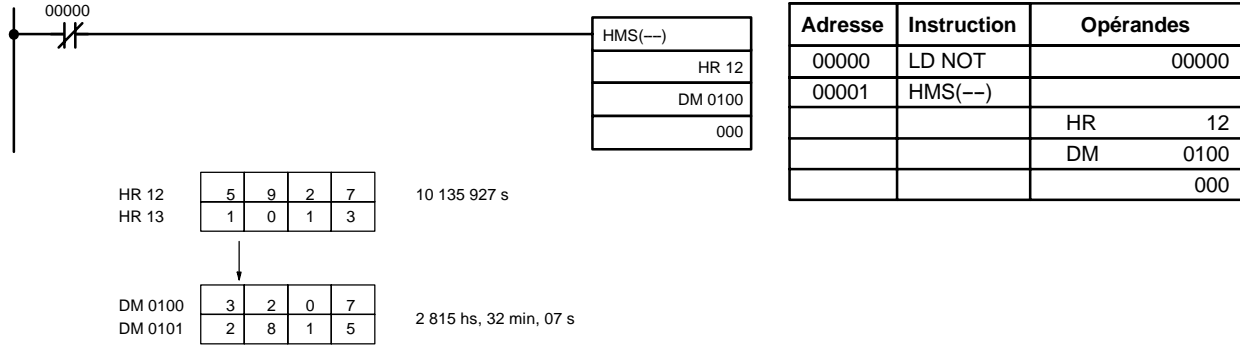 00000
HMS(−−)
HR 12
DM 0100
000
Adresse Instruction Opérandes
00000 LD NOT 00000
00001 HMS(−−)
HR 12
DM 0100
000
HR 12 5 9 2 7 10 135 927 s
HR 13 1 0 1 3
DM 0100 3 2 0 7
DM 0101 2 8 1 5
2 815 hs, 32 min, 07 s